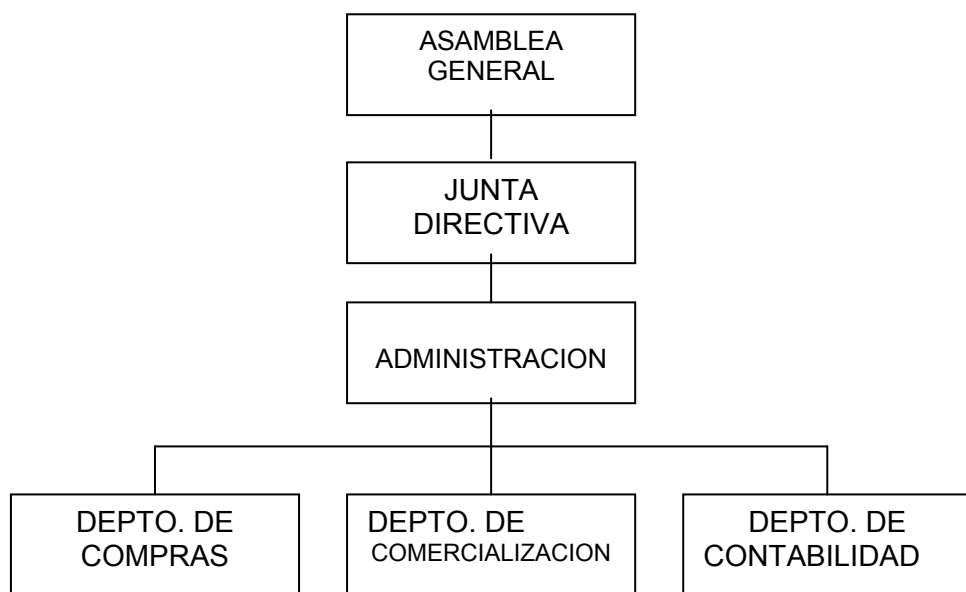 ASAMBLEA
GENERAL
JUNTA
DIRECTIVA
ADMINISTRACION
DEPTO. DE
COMPRAS
DEPTO. DE
COMERCIALIZACION
DEPTO. DE
CONTABILIDAD